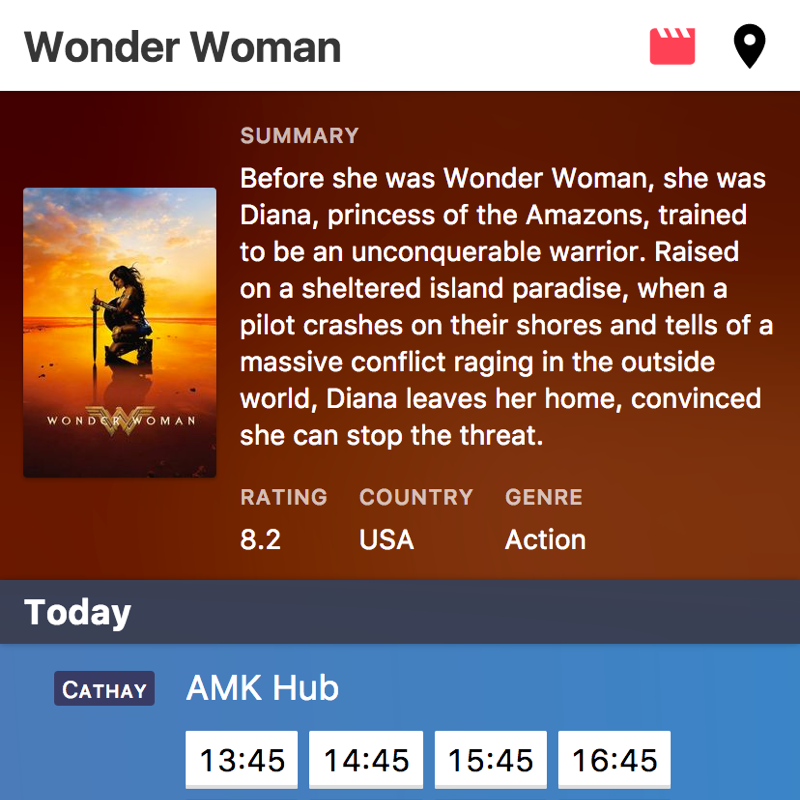 Wonder Woman
SUMMARY
Before she was Wonder Woman, she was
Diana, princess of the Amazons, trained
to be an unconquerable warrior. Raised
on a sheltered island paradise, when a
pilot crashes on their shores and tells of a
massive conflict raging in the outside
world, Diana leaves her home, convinced
she can stop the threat.
WONDER WOMAN
RATING COUNTRY GENRE
8.2 USA Action
Today
CATHAY AMK Hub
13:45 14:45 15:45 16:45